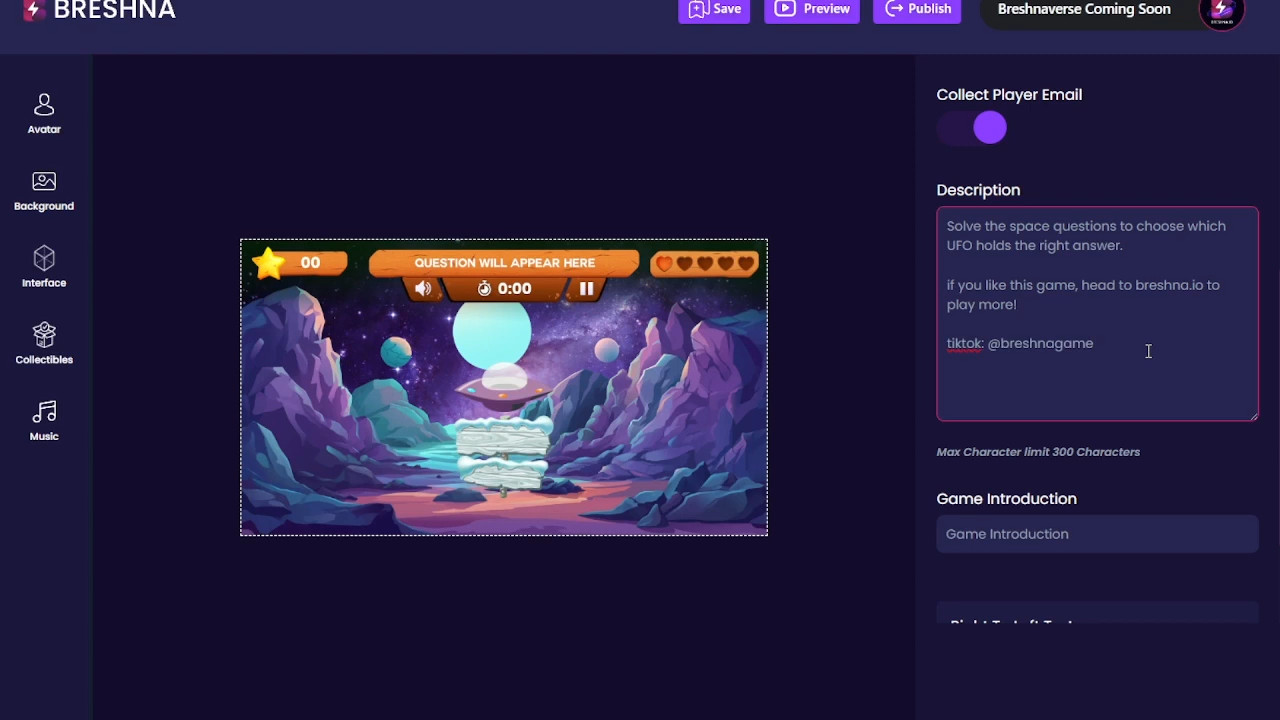 BRESHNA
Save
Preview
Publish
Breshnaverse Coming Soon
Avatar
Background
Interface
Collectibles
Music
00
QUESTION WILL APPEAR HERE
0:00
Collect Player Email
Description
Solve the space questions to choose which
UFO holds the right answer.
if you like this game, head to breshna.io to
play more!
tiktok: @breshnagame
Max Character limit 300 Characters
Game Introduction
Game Introduction